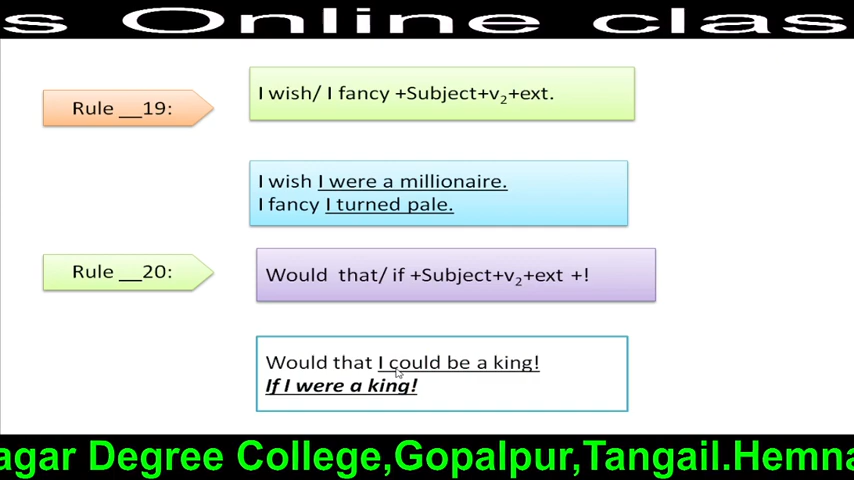 s Online clas
Rule __19:
I wish/ I fancy +Subject+v₂+ext.
I wish I were a millionaire.
I fancy I turned pale.
Rule __20:
Would that/ if +Subject+v₂+ext +!
Would that I could be a king!
If I were a king!
agar Degree College,Gopalpur,Tangail.Hemna